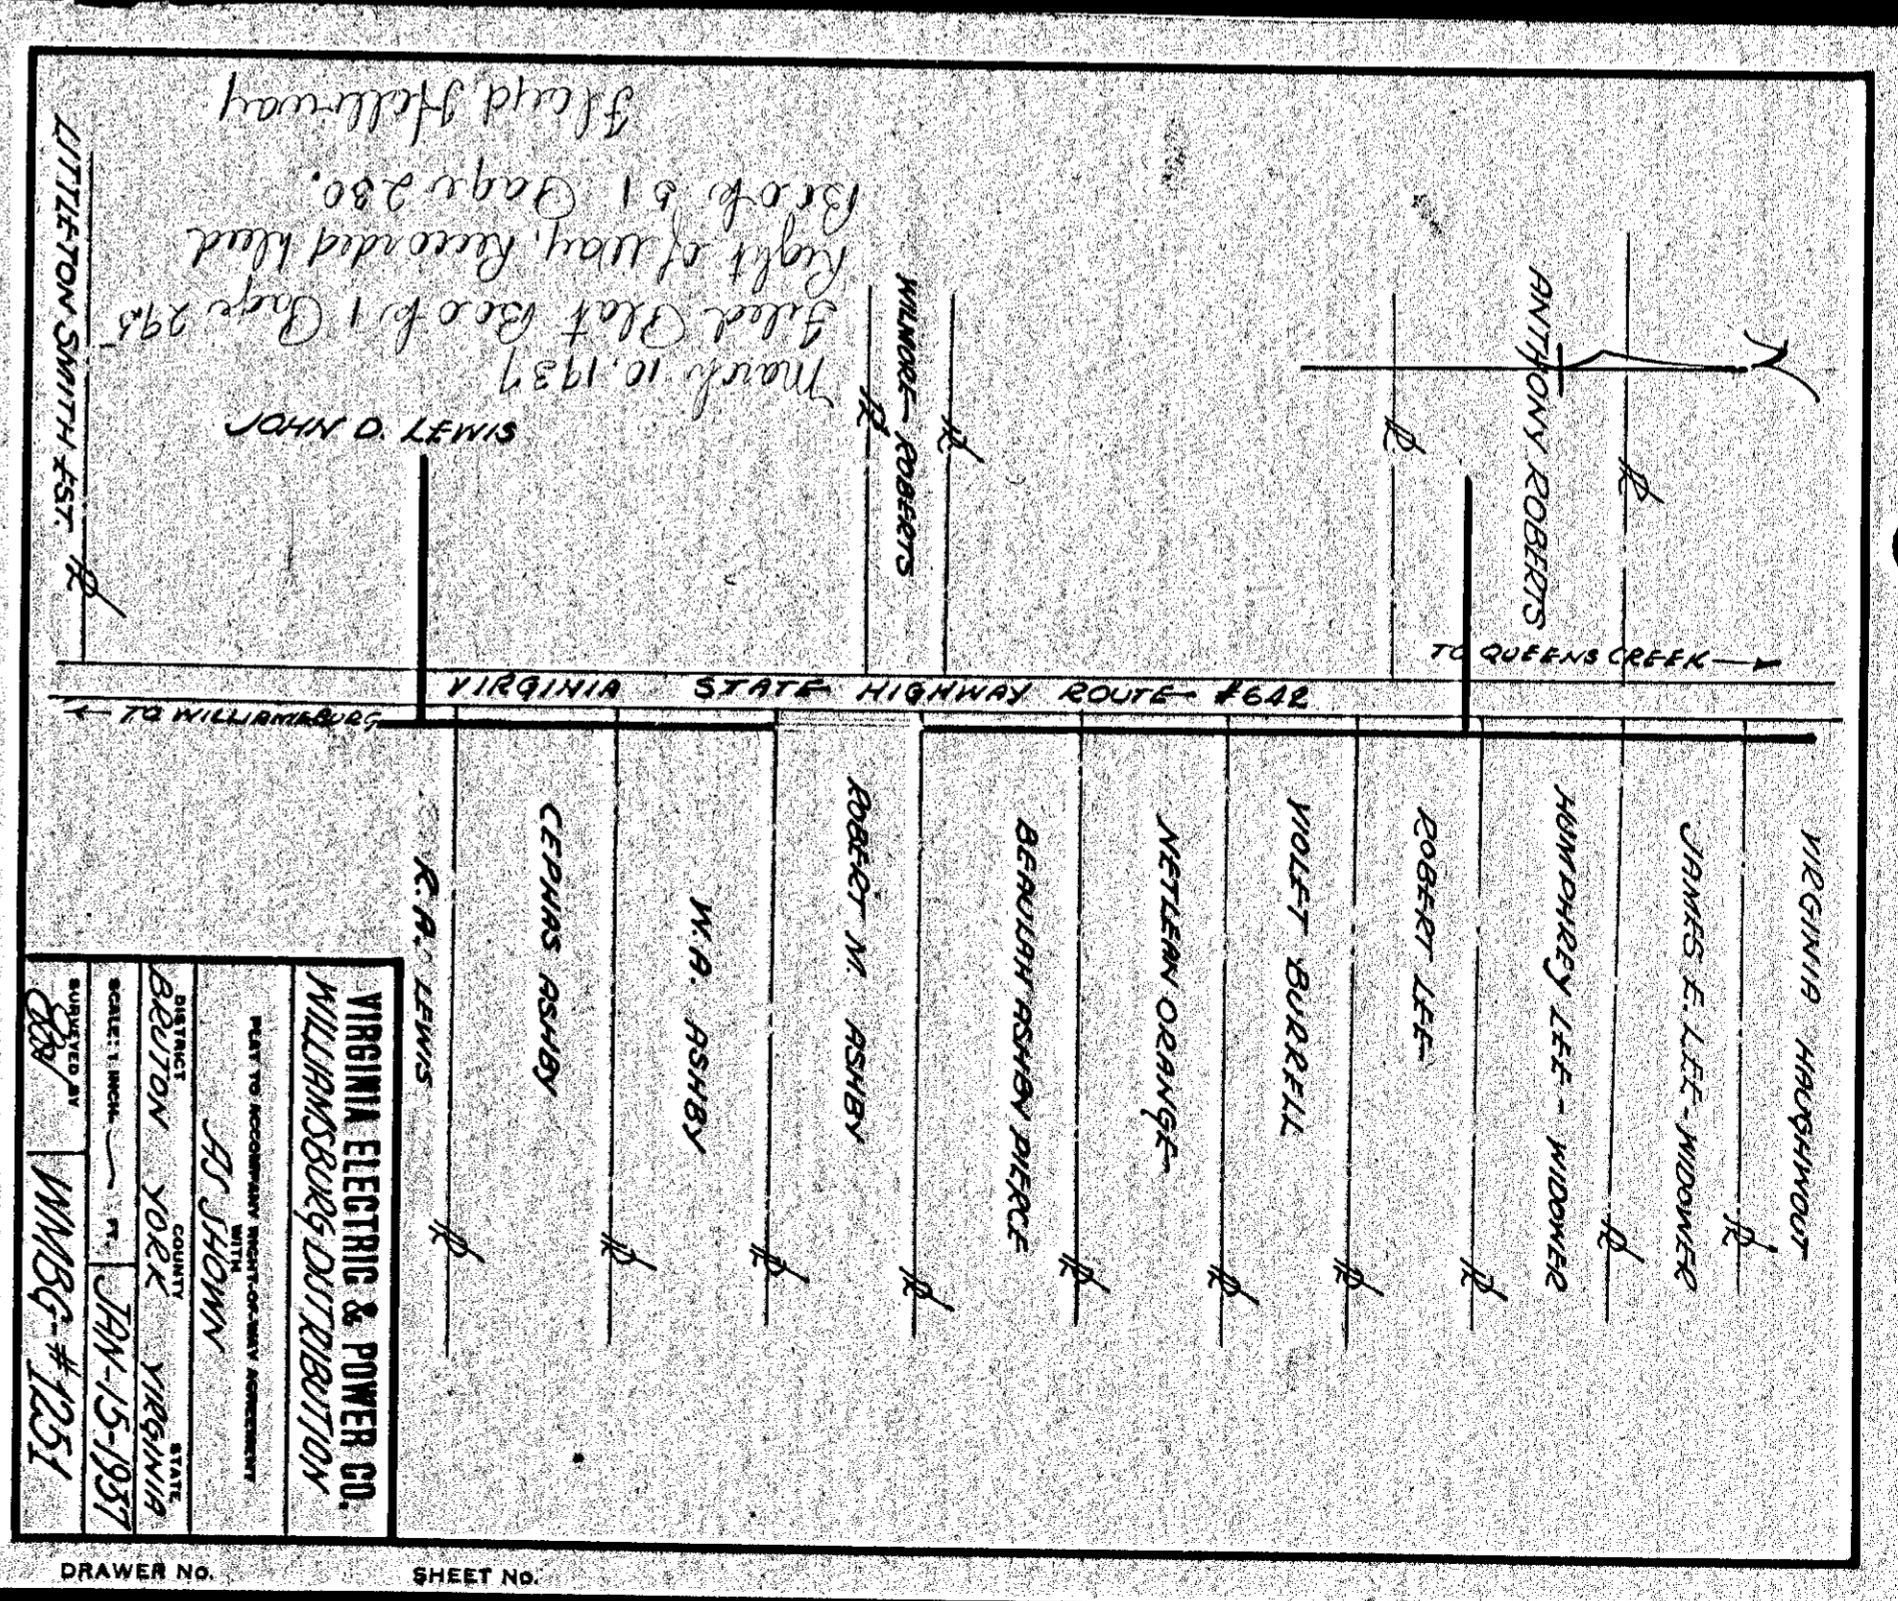 March 10, 1937
Filed Plat Book 1 Page 295
Right of Way, Recorded Deed
Book 51 Page 230.
Floyd Holloway
LITTLETON SMITH EST.
JOHN D. LEWIS
WILMORE ROBERTS
ANTHONY ROBERTS
TO QUEENS CREEK
VIRGINIA STATE HIGHWAY ROUTE #642
TO WILLIAMSBURG
R.A. LEWIS
CEPHAS ASHBY
W.A. ASHBY
ROBERT N. ASHBY
BEAULAH ASHBY PIERCE
NETLEAN ORANGE
VIOLET BURRELL
ROBERT LEE
HUMPHREY LEE - WIDOWER
JAMES E. LEE - WIDOWER
VIRGINIA HAUGHWOUT
VIRGINIA ELECTRIC & POWER CO.
WILLIAMSBURG DISTRIBUTION
PLAT TO ACCOMPANY RIGHT-OF-WAY AGREEMENT
WITH
AS SHOWN
DISTRICT COUNTY STATE
BRUTON YORK VIRGINIA
SCALE: 1 INCH FT. JAN-15-1937
SURVEYED BY
WMBG-#1251
DRAWER NO. SHEET NO.